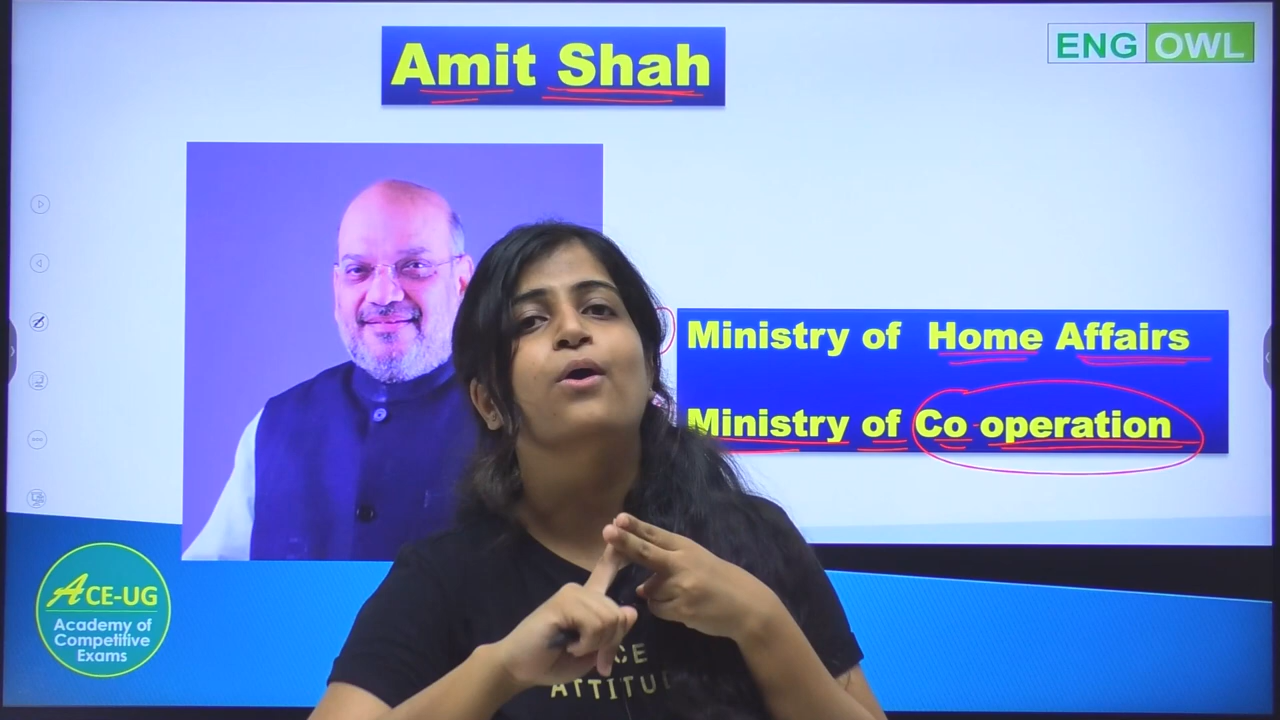 Amit Shah
ENG OWL
Ministry of Home Affairs
Ministry of Co operation
ACE-UG
Academy of
Competitive
Exams